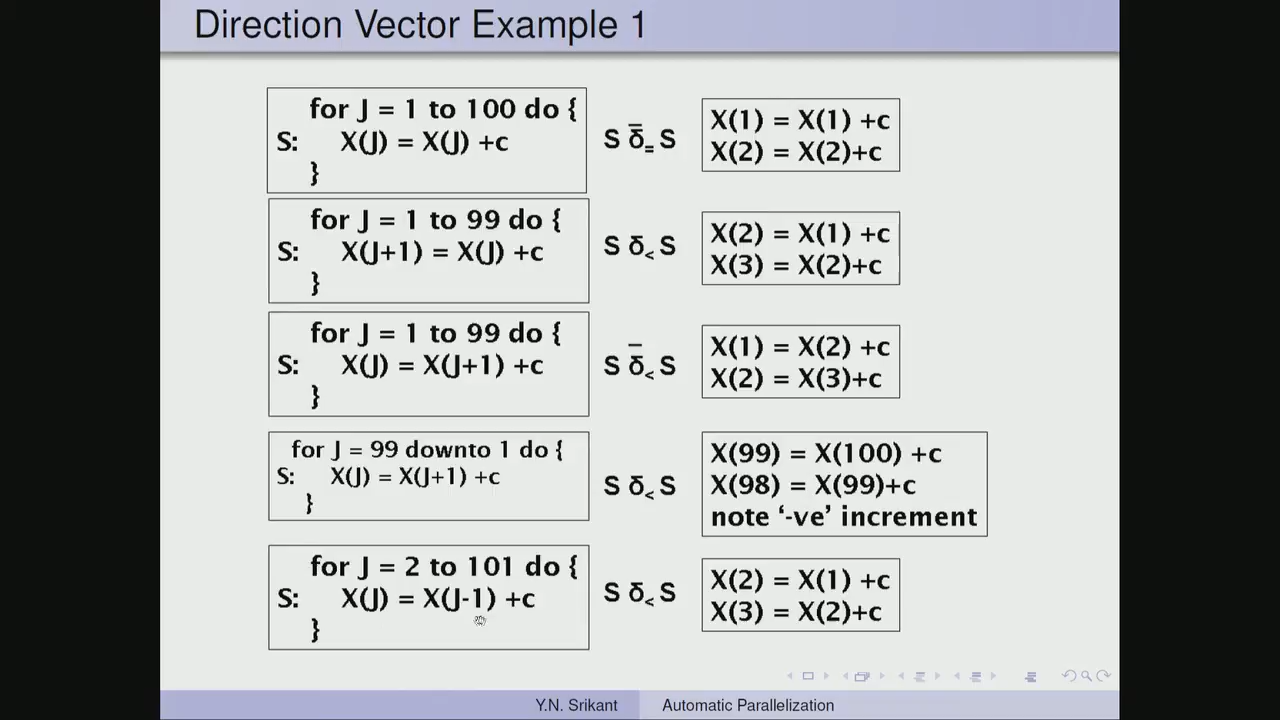 Direction Vector Example 1
for J = 1 to 100 do {
S: X(J) = X(J) +c
}
S δ̅₌ S
X(1) = X(1) +c
X(2) = X(2)+c
for J = 1 to 99 do {
S: X(J+1) = X(J) +c
}
S δ< S
X(2) = X(1) +c
X(3) = X(2)+c
for J = 1 to 99 do {
S: X(J) = X(J+1) +c
}
S δ̅< S
X(1) = X(2) +c
X(2) = X(3)+c
for J = 99 downto 1 do {
S: X(J) = X(J+1) +c
}
S δ< S
X(99) = X(100) +c
X(98) = X(99)+c
note ‘-ve’ increment
for J = 2 to 101 do {
S: X(J) = X(J-1) +c
}
S δ< S
X(2) = X(1) +c
X(3) = X(2)+c
Y.N. Srikant
Automatic Parallelization